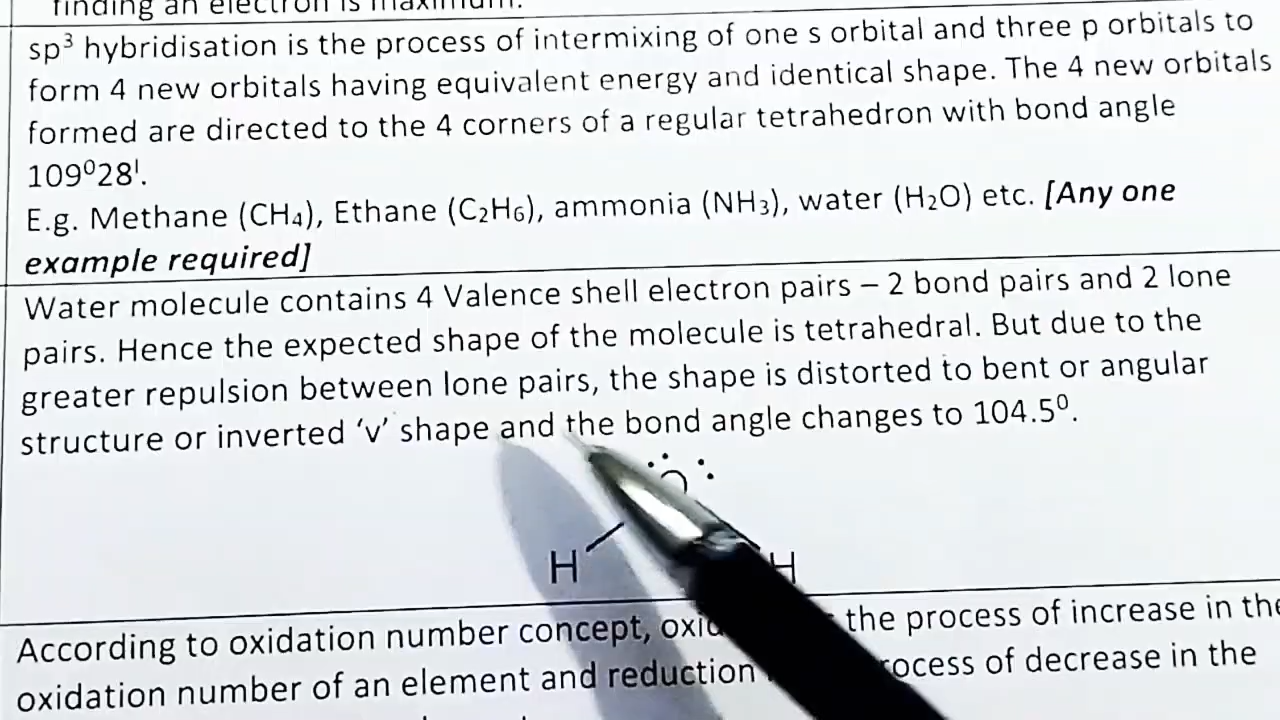 finding an electron is maximum.
sp³ hybridisation is the process of intermixing of one s orbital and three p orbitals to
form 4 new orbitals having equivalent energy and identical shape. The 4 new orbitals
formed are directed to the 4 corners of a regular tetrahedron with bond angle
109⁰28ˡ.
E.g. Methane (CH₄), Ethane (C₂H₆), ammonia (NH₃), water (H₂O) etc. [Any one
example required]
Water molecule contains 4 Valence shell electron pairs – 2 bond pairs and 2 lone
pairs. Hence the expected shape of the molecule is tetrahedral. But due to the
greater repulsion between lone pairs, the shape is distorted to bent or angular
structure or inverted ‘v’ shape and the bond angle changes to 104.5⁰.
H H
According to oxidation number concept, the process of increase in the
oxidation number of an element and reduction of decrease in the